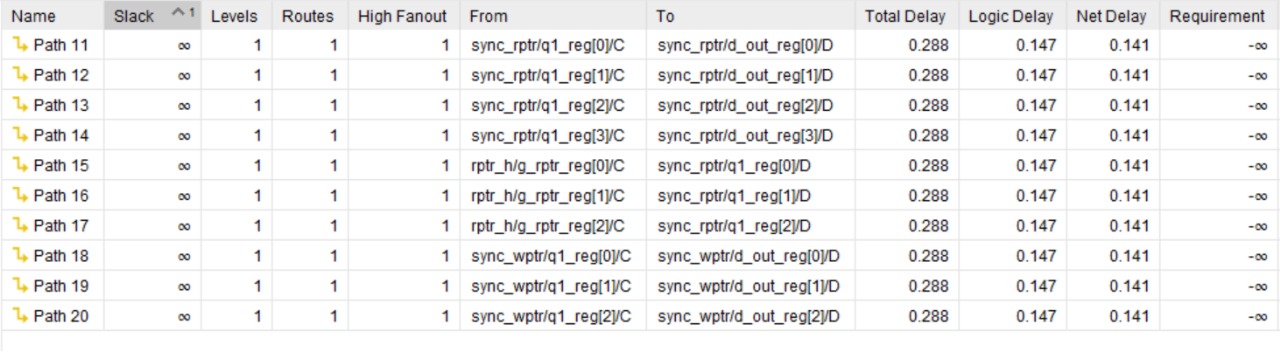 Name Slack ^1 Levels Routes High Fanout From To Total Delay Logic Delay Net Delay Requirement
Path 11 ∞ 1 1 1 sync_rptr/q1_reg[0]/C sync_rptr/d_out_reg[0]/D 0.288 0.147 0.141 -∞
Path 12 ∞ 1 1 1 sync_rptr/q1_reg[1]/C sync_rptr/d_out_reg[1]/D 0.288 0.147 0.141 -∞
Path 13 ∞ 1 1 1 sync_rptr/q1_reg[2]/C sync_rptr/d_out_reg[2]/D 0.288 0.147 0.141 -∞
Path 14 ∞ 1 1 1 sync_rptr/q1_reg[3]/C sync_rptr/d_out_reg[3]/D 0.288 0.147 0.141 -∞
Path 15 ∞ 1 1 1 rptr_h/g_rptr_reg[0]/C sync_rptr/q1_reg[0]/D 0.288 0.147 0.141 -∞
Path 16 ∞ 1 1 1 rptr_h/g_rptr_reg[1]/C sync_rptr/q1_reg[1]/D 0.288 0.147 0.141 -∞
Path 17 ∞ 1 1 1 rptr_h/g_rptr_reg[2]/C sync_rptr/q1_reg[2]/D 0.288 0.147 0.141 -∞
Path 18 ∞ 1 1 1 sync_wptr/q1_reg[0]/C sync_wptr/d_out_reg[0]/D 0.288 0.147 0.141 -∞
Path 19 ∞ 1 1 1 sync_wptr/q1_reg[1]/C sync_wptr/d_out_reg[1]/D 0.288 0.147 0.141 -∞
Path 20 ∞ 1 1 1 sync_wptr/q1_reg[2]/C sync_wptr/d_out_reg[2]/D 0.288 0.147 0.141 -∞